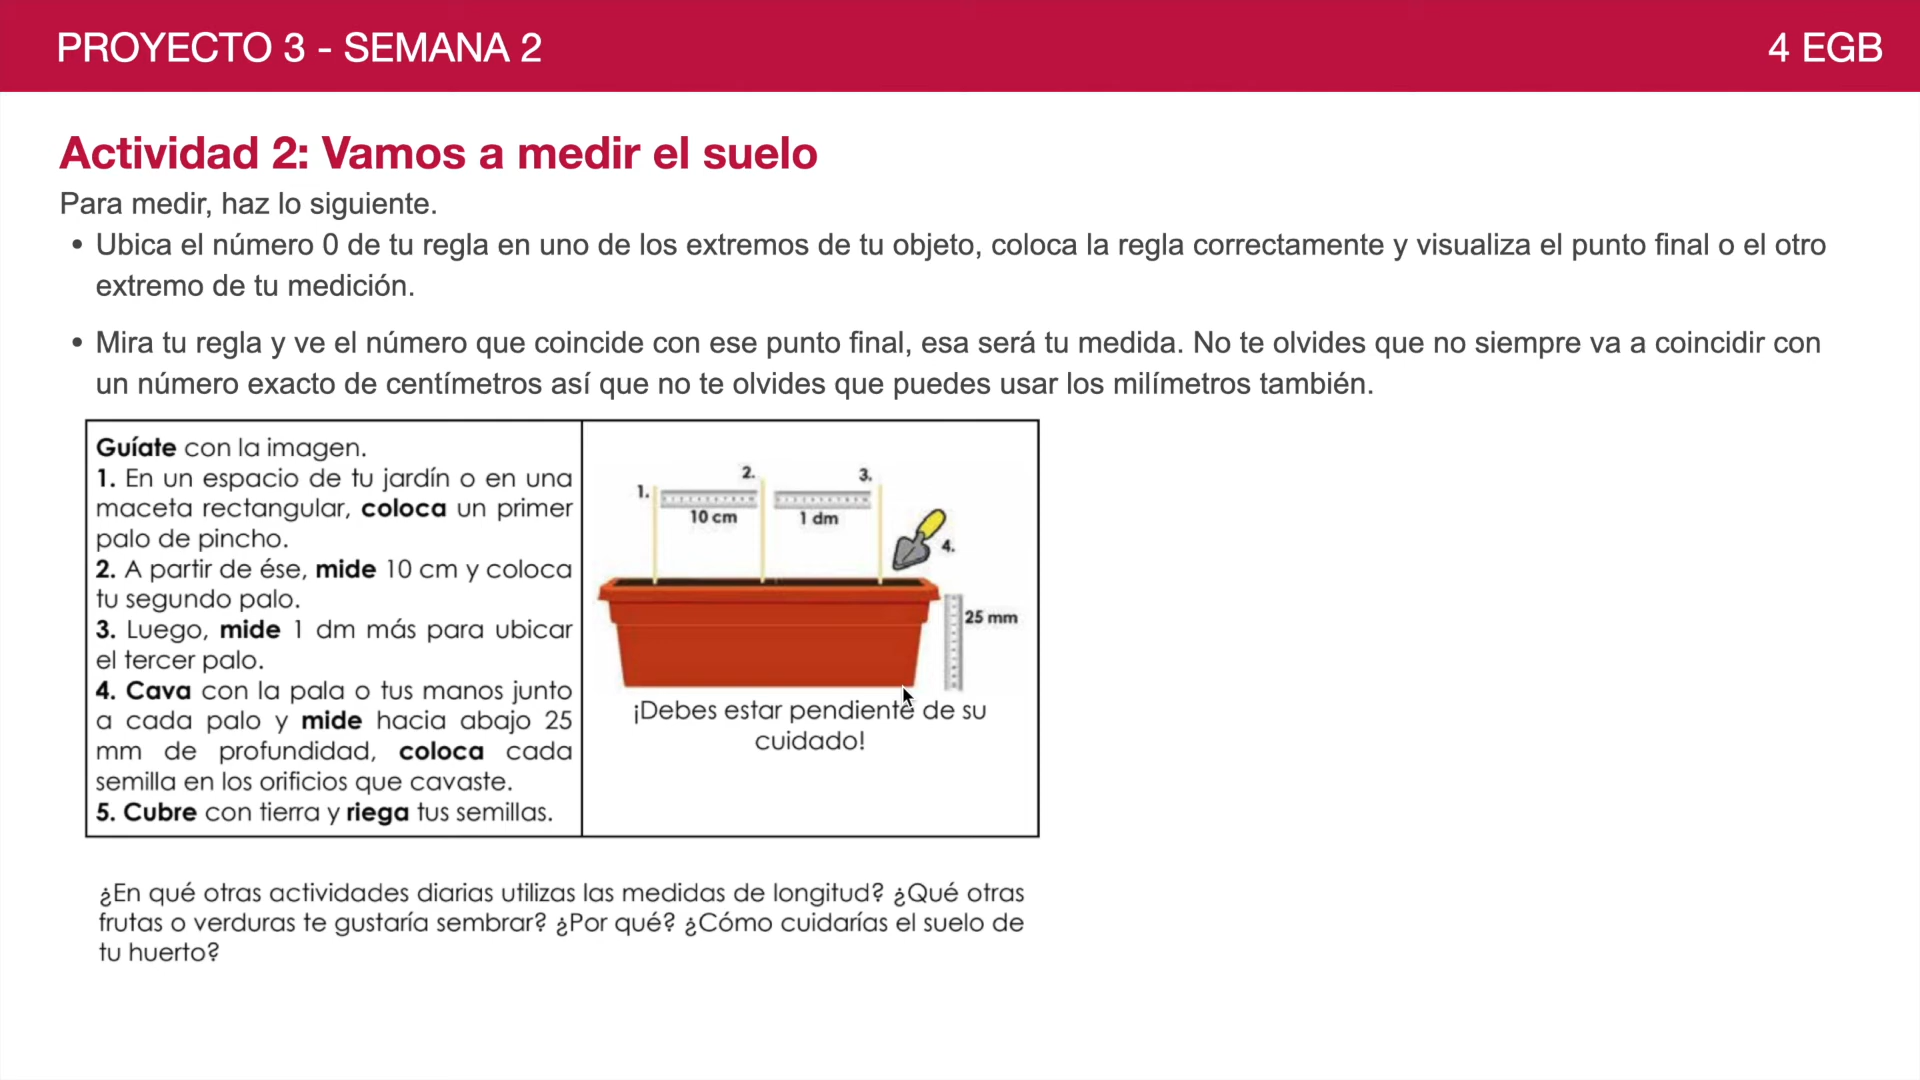 PROYECTO 3 - SEMANA 2
4 EGB
Actividad 2: Vamos a medir el suelo
Para medir, haz lo siguiente.
• Ubica el número 0 de tu regla en uno de los extremos de tu objeto, coloca la regla correctamente y visualiza el punto final o el otro
extremo de tu medición.
• Mira tu regla y ve el número que coincide con ese punto final, esa será tu medida. No te olvides que no siempre va a coincidir con
un número exacto de centímetros así que no te olvides que puedes usar los milímetros también.
Guíate con la imagen.
1. En un espacio de tu jardín o en una
maceta rectangular, coloca un primer
palo de pincho.
2. A partir de ése, mide 10 cm y coloca
tu segundo palo.
3. Luego, mide 1 dm más para ubicar
el tercer palo.
4. Cava con la pala o tus manos junto
a cada palo y mide hacia abajo 25
mm de profundidad, coloca cada
semilla en los orificios que cavaste.
5. Cubre con tierra y riega tus semillas.
1.
2.
3.
10 cm
1 dm
4.
25 mm
¡Debes estar pendiente de su
cuidado!
¿En qué otras actividades diarias utilizas las medidas de longitud? ¿Qué otras
frutas o verduras te gustaría sembrar? ¿Por qué? ¿Cómo cuidarías el suelo de
tu huerto?